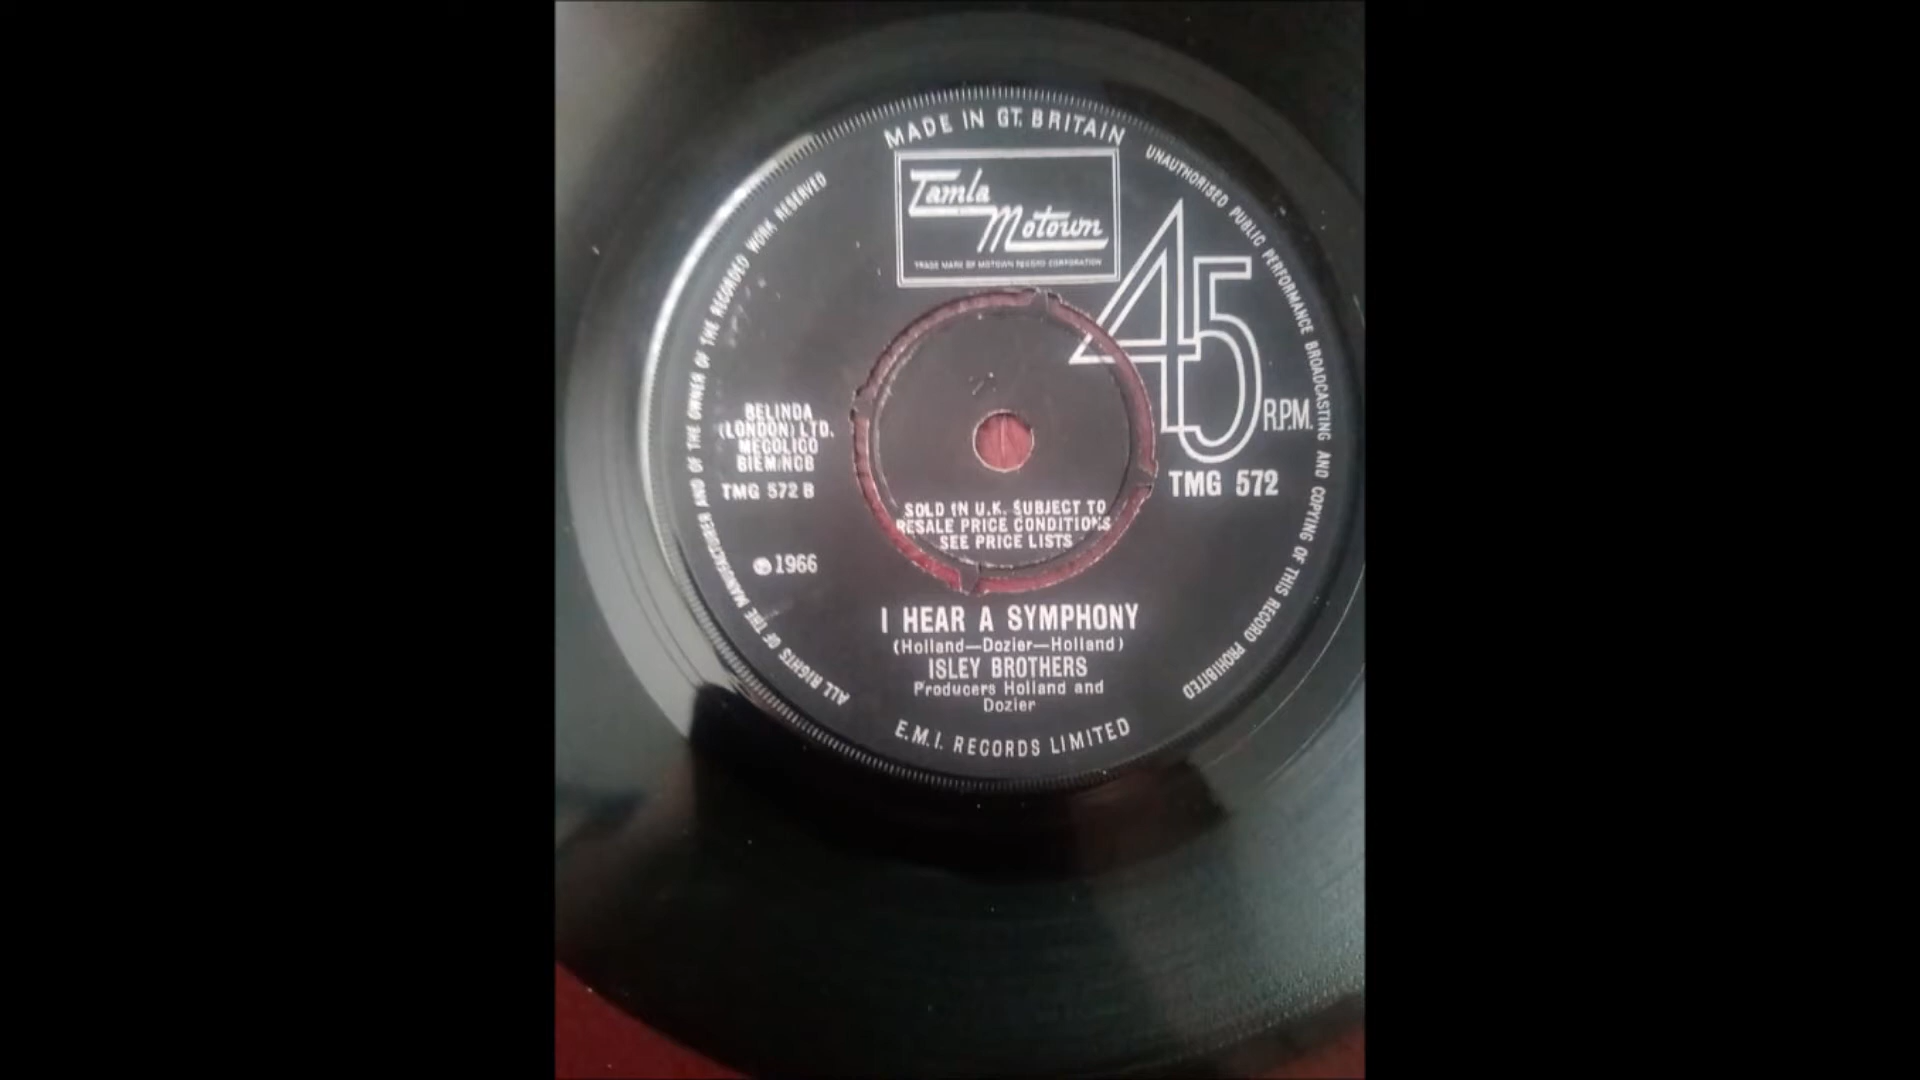 MADE IN GT. BRITAIN
Tamla
Motown
TRADE MARK OF MOTOWN RECORD CORPORATION
45
R.P.M.
TMG 572
BELINDA
(LONDON) LTD.
MECOLICO
BIEM/NCB
TMG 572 B
SOLD IN U.K. SUBJECT TO
RESALE PRICE CONDITIONS
SEE PRICE LISTS
Ⓟ1966
I HEAR A SYMPHONY
(Holland—Dozier—Holland)
ISLEY BROTHERS
Producers Holland and
Dozier
E.M.I. RECORDS LIMITED
ALL RIGHTS OF THE MANUFACTURER AND OF THE OWNER OF THE RECORDED WORK RESERVED
UNAUTHORISED PUBLIC PERFORMANCE BROADCASTING AND COPYING OF THIS RECORD PROHIBITED